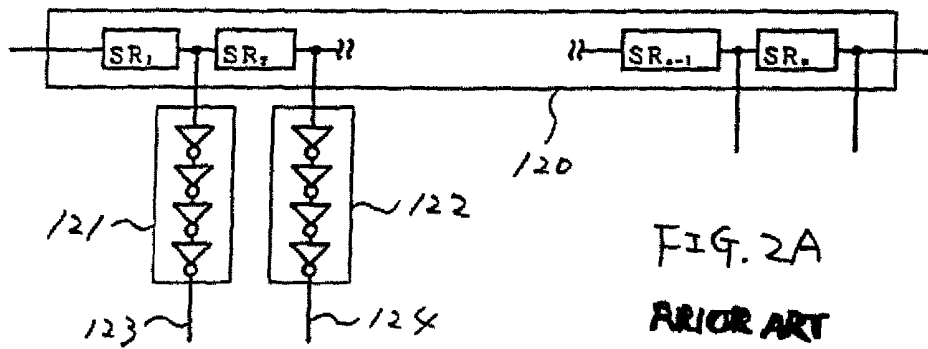 SR₁ SR₂ SRₙ₋₁ SRₙ
120
121 122
FIG. 2A
123 124
PRIOR ART